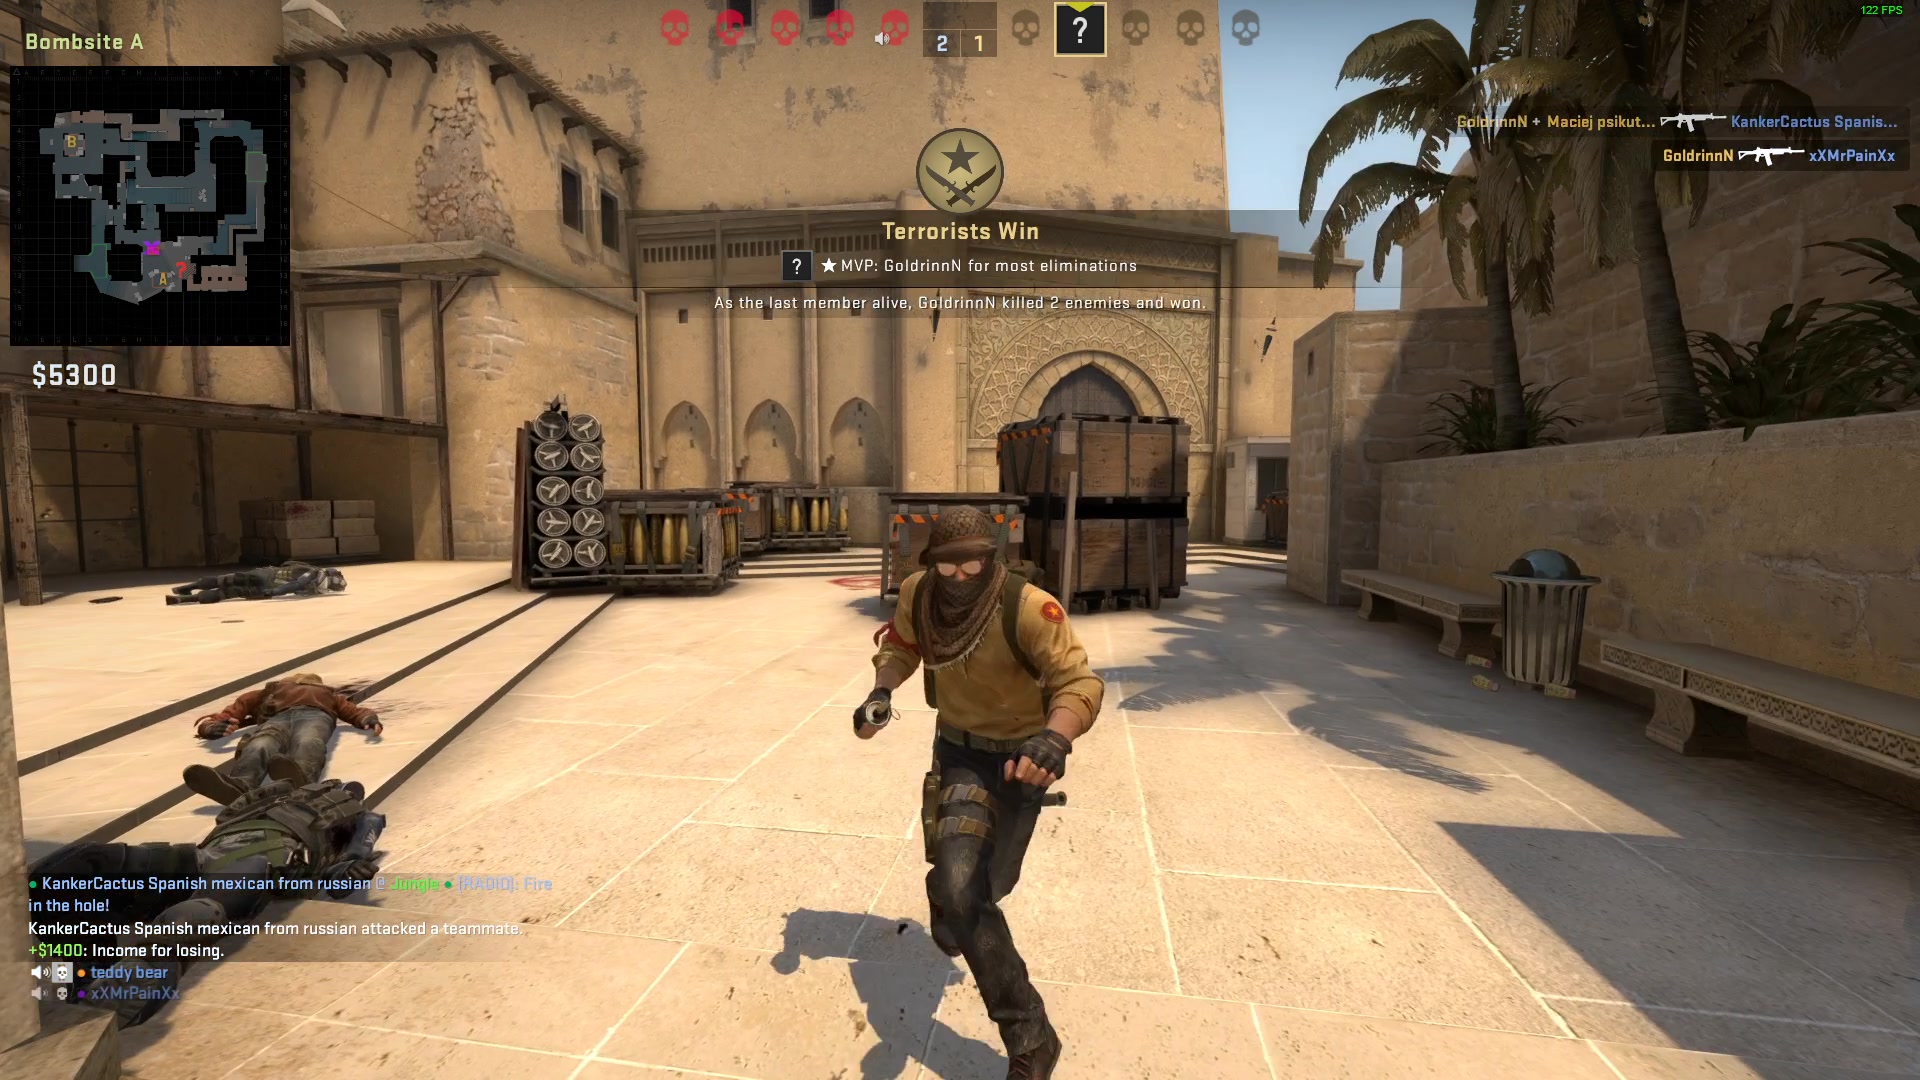 122 FPS
Bombsite A
2 1
?
B
A
?
GoldrinnN + Maciej psikut... KankerCactus Spanis...
GoldrinnN xXMrPainXx
Terrorists Win
? MVP: GoldrinnN for most eliminations
As the last member alive, GoldrinnN killed 2 enemies and won.
$5300
KankerCactus Spanish mexican from russian @ Jungle • [RADIO]: Fire
in the hole!
KankerCactus Spanish mexican from russian attacked a teammate.
+$1400: Income for losing.
teddy bear
xXMrPainXx